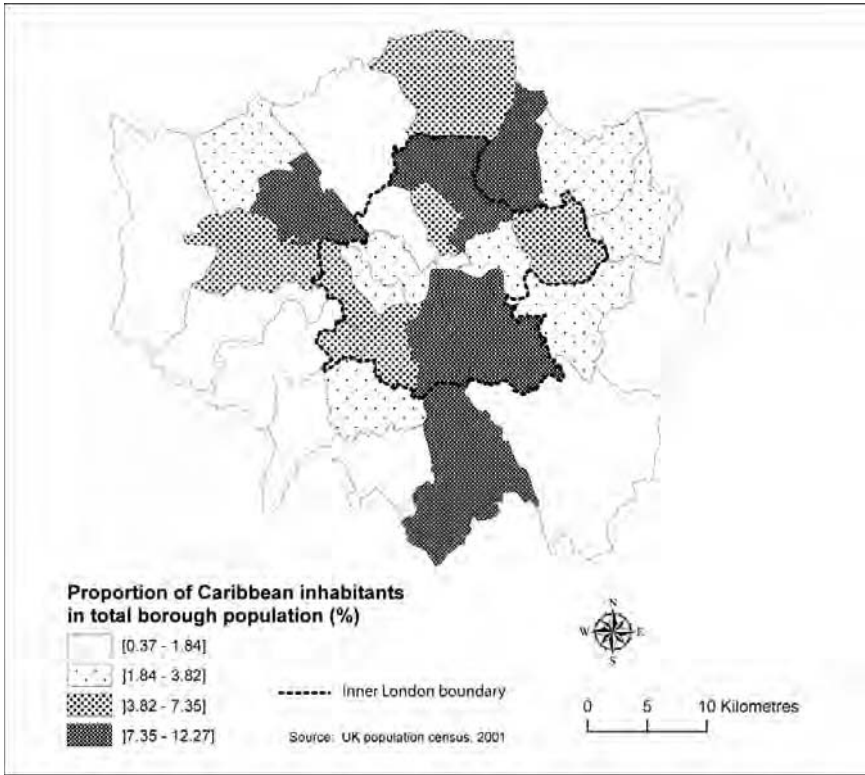 Proportion of Caribbean inhabitants
in total borough population (%)
[0.37 - 1.84]
]1.84 - 3.82]
]3.82 - 7.35]
]7.35 - 12.27]
Inner London boundary
Source: UK population census, 2001
N
W E
S
0 5 10 Kilometres